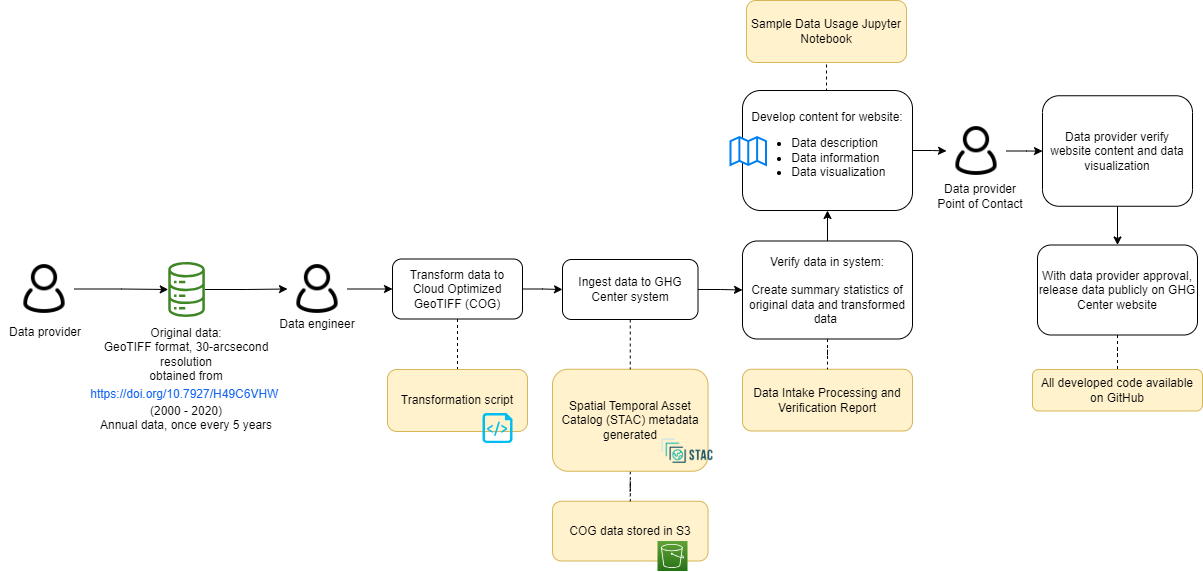 Sample Data Usage Jupyter
Notebook
Develop content for website:
Data description
Data information
Data visualization
Data provider
Point of Contact
Data provider verify
website content and data
visualization
Data provider
Original data:
GeoTIFF format, 30-arcsecond
resolution
obtained from
https://doi.org/10.7927/H49C6VHW
(2000 - 2020)
Annual data, once every 5 years
Data engineer
Transform data to
Cloud Optimized
GeoTIFF (COG)
Ingest data to GHG
Center system
Verify data in system:
Create summary statistics of
original data and transformed
data
With data provider approval,
release data publicly on GHG
Center website
Transformation script
</>
Spatial Temporal Asset
Catalog (STAC) metadata
generated
STAC
COG data stored in S3
Data Intake Processing and
Verification Report
All developed code available
on GitHub